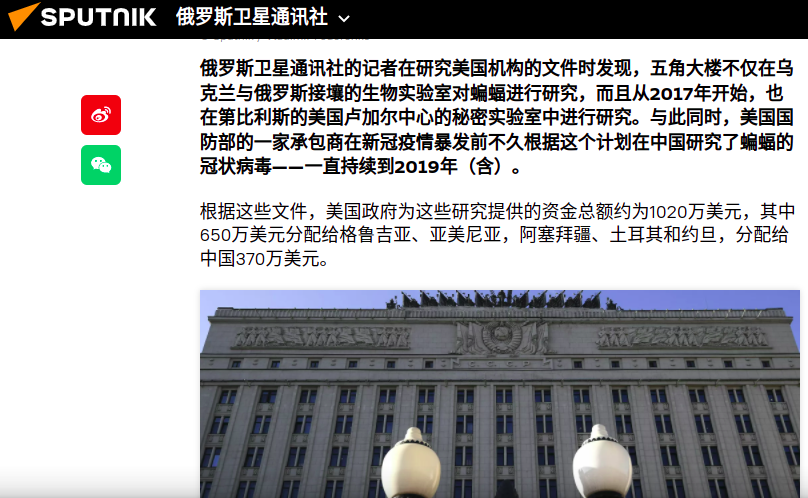 SPUTNIK 俄罗斯卫星通讯社
俄罗斯卫星通讯社的记者在研究美国机构的文件时发现，五角大楼不仅在乌
克兰与俄罗斯接壤的生物实验室对蝙蝠进行研究，而且从2017年开始，也
在第比利斯的美国卢加尔中心的秘密实验室中进行研究。与此同时，美国国
防部的一家承包商在新冠疫情暴发前不久根据这个计划在中国研究了蝙蝠的
冠状病毒——一直持续到2019年（含）。
根据这些文件，美国政府为这些研究提供的资金总额约为1020万美元，其中
650万美元分配给格鲁吉亚、亚美尼亚，阿塞拜疆、土耳其和约旦，分配给
中国370万美元。